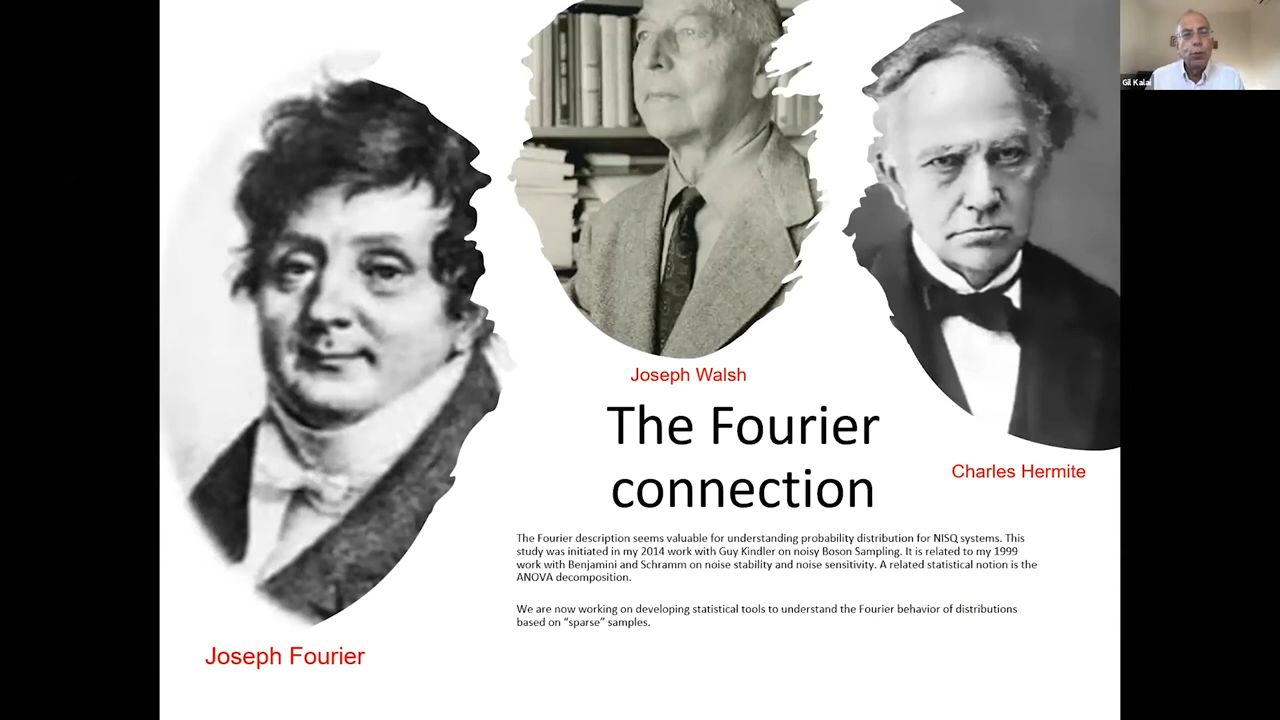 Gil Kalai
Joseph Walsh
The Fourier
connection
Charles Hermite
The Fourier description seems valuable for understanding probability distribution for NISQ systems. This
study was initiated in my 2014 work with Guy Kindler on noisy Boson Sampling. It is related to my 1999
work with Benjamini and Schramm on noise stability and noise sensitivity. A related statistical notion is the
ANOVA decomposition.
We are now working on developing statistical tools to understand the Fourier behavior of distributions
based on “sparse” samples.
Joseph Fourier